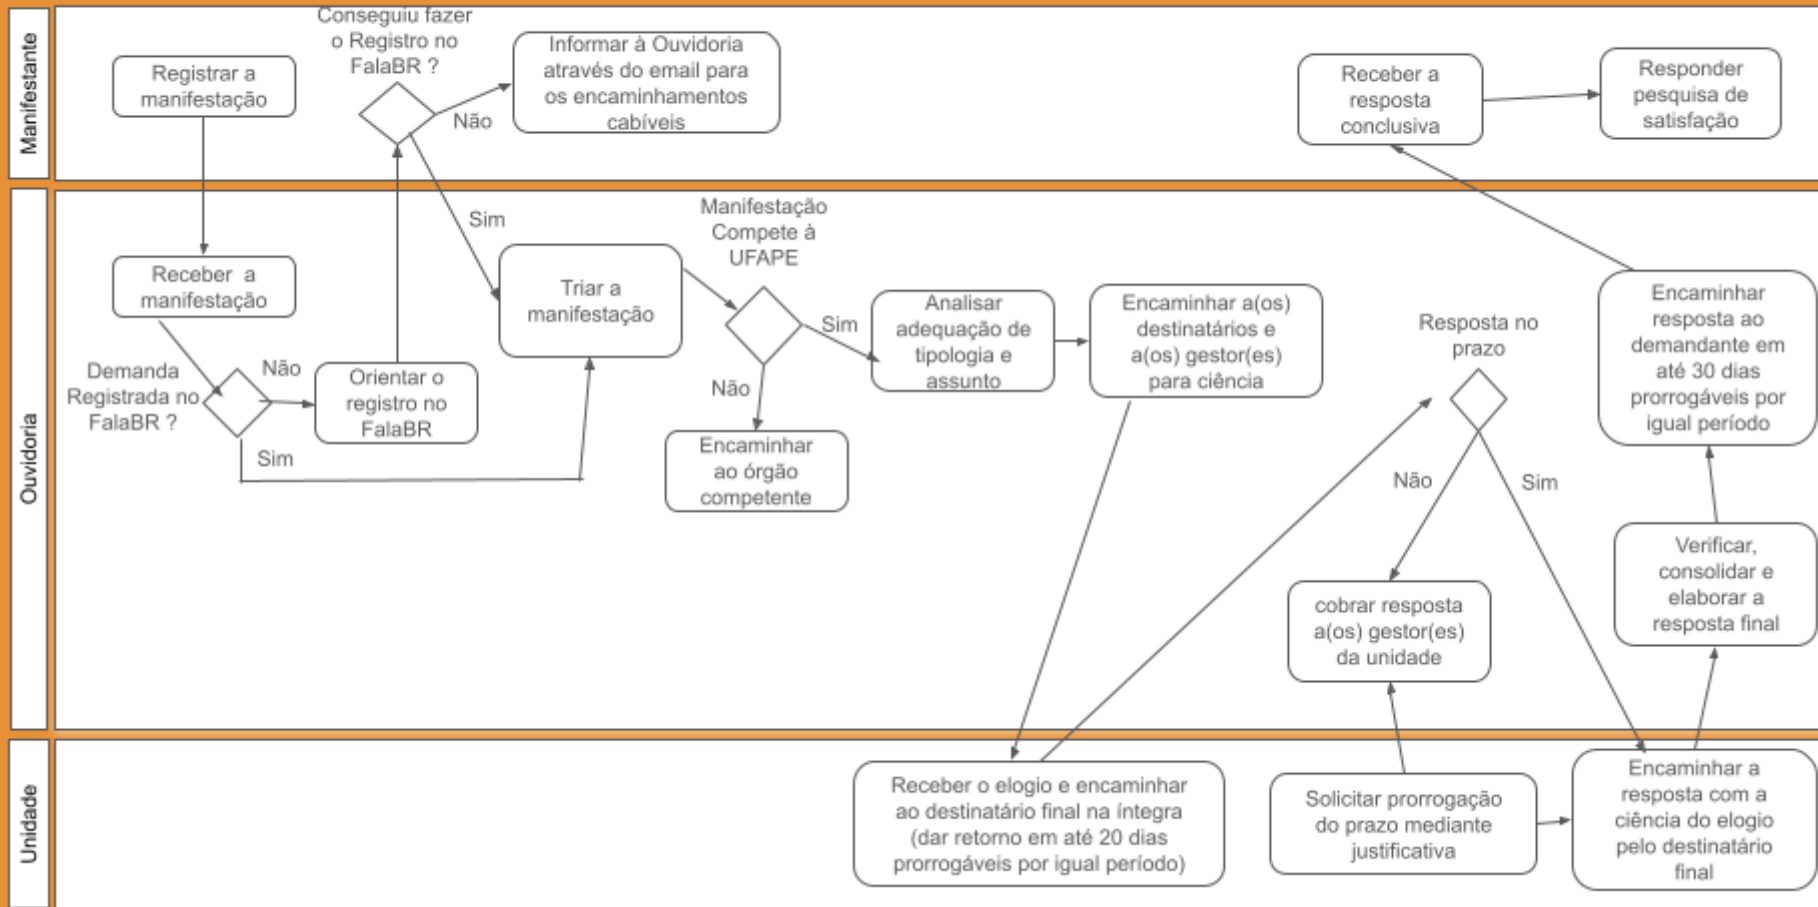 Manifestante
Registrar a
manifestação
Conseguiu fazer
o Registro no
FalaBR ?
Não
Sim
Informar à Ouvidoria
através do email para
os encaminhamentos
cabíveis
Receber a
resposta
conclusiva
Responder
pesquisa de
satisfação
Ouvidoria
Receber  a
manifestação
Demanda
Registrada no
FalaBR ?
Não
Sim
Orientar o
registro no
FalaBR
Triar a
manifestação
Manifestação
Compete à
UFAPE
Sim
Não
Encaminhar
ao órgão
competente
Analisar
adequação de
tipologia e
assunto
Encaminhar a(os)
destinatários e
a(os) gestor(es)
para ciência
Resposta no
prazo
Não
Sim
cobrar resposta
a(os) gestor(es)
da unidade
Encaminhar
resposta ao
demandante em
até 30 dias
prorrogáveis por
igual período
Verificar,
consolidar e
elaborar a
resposta final
Unidade
Receber o elogio e encaminhar
ao destinatário final na íntegra
(dar retorno em até 20 dias
prorrogáveis por igual período)
Solicitar prorrogação
do prazo mediante
justificativa
Encaminhar a
resposta com a
ciência do elogio
pelo destinatário
final